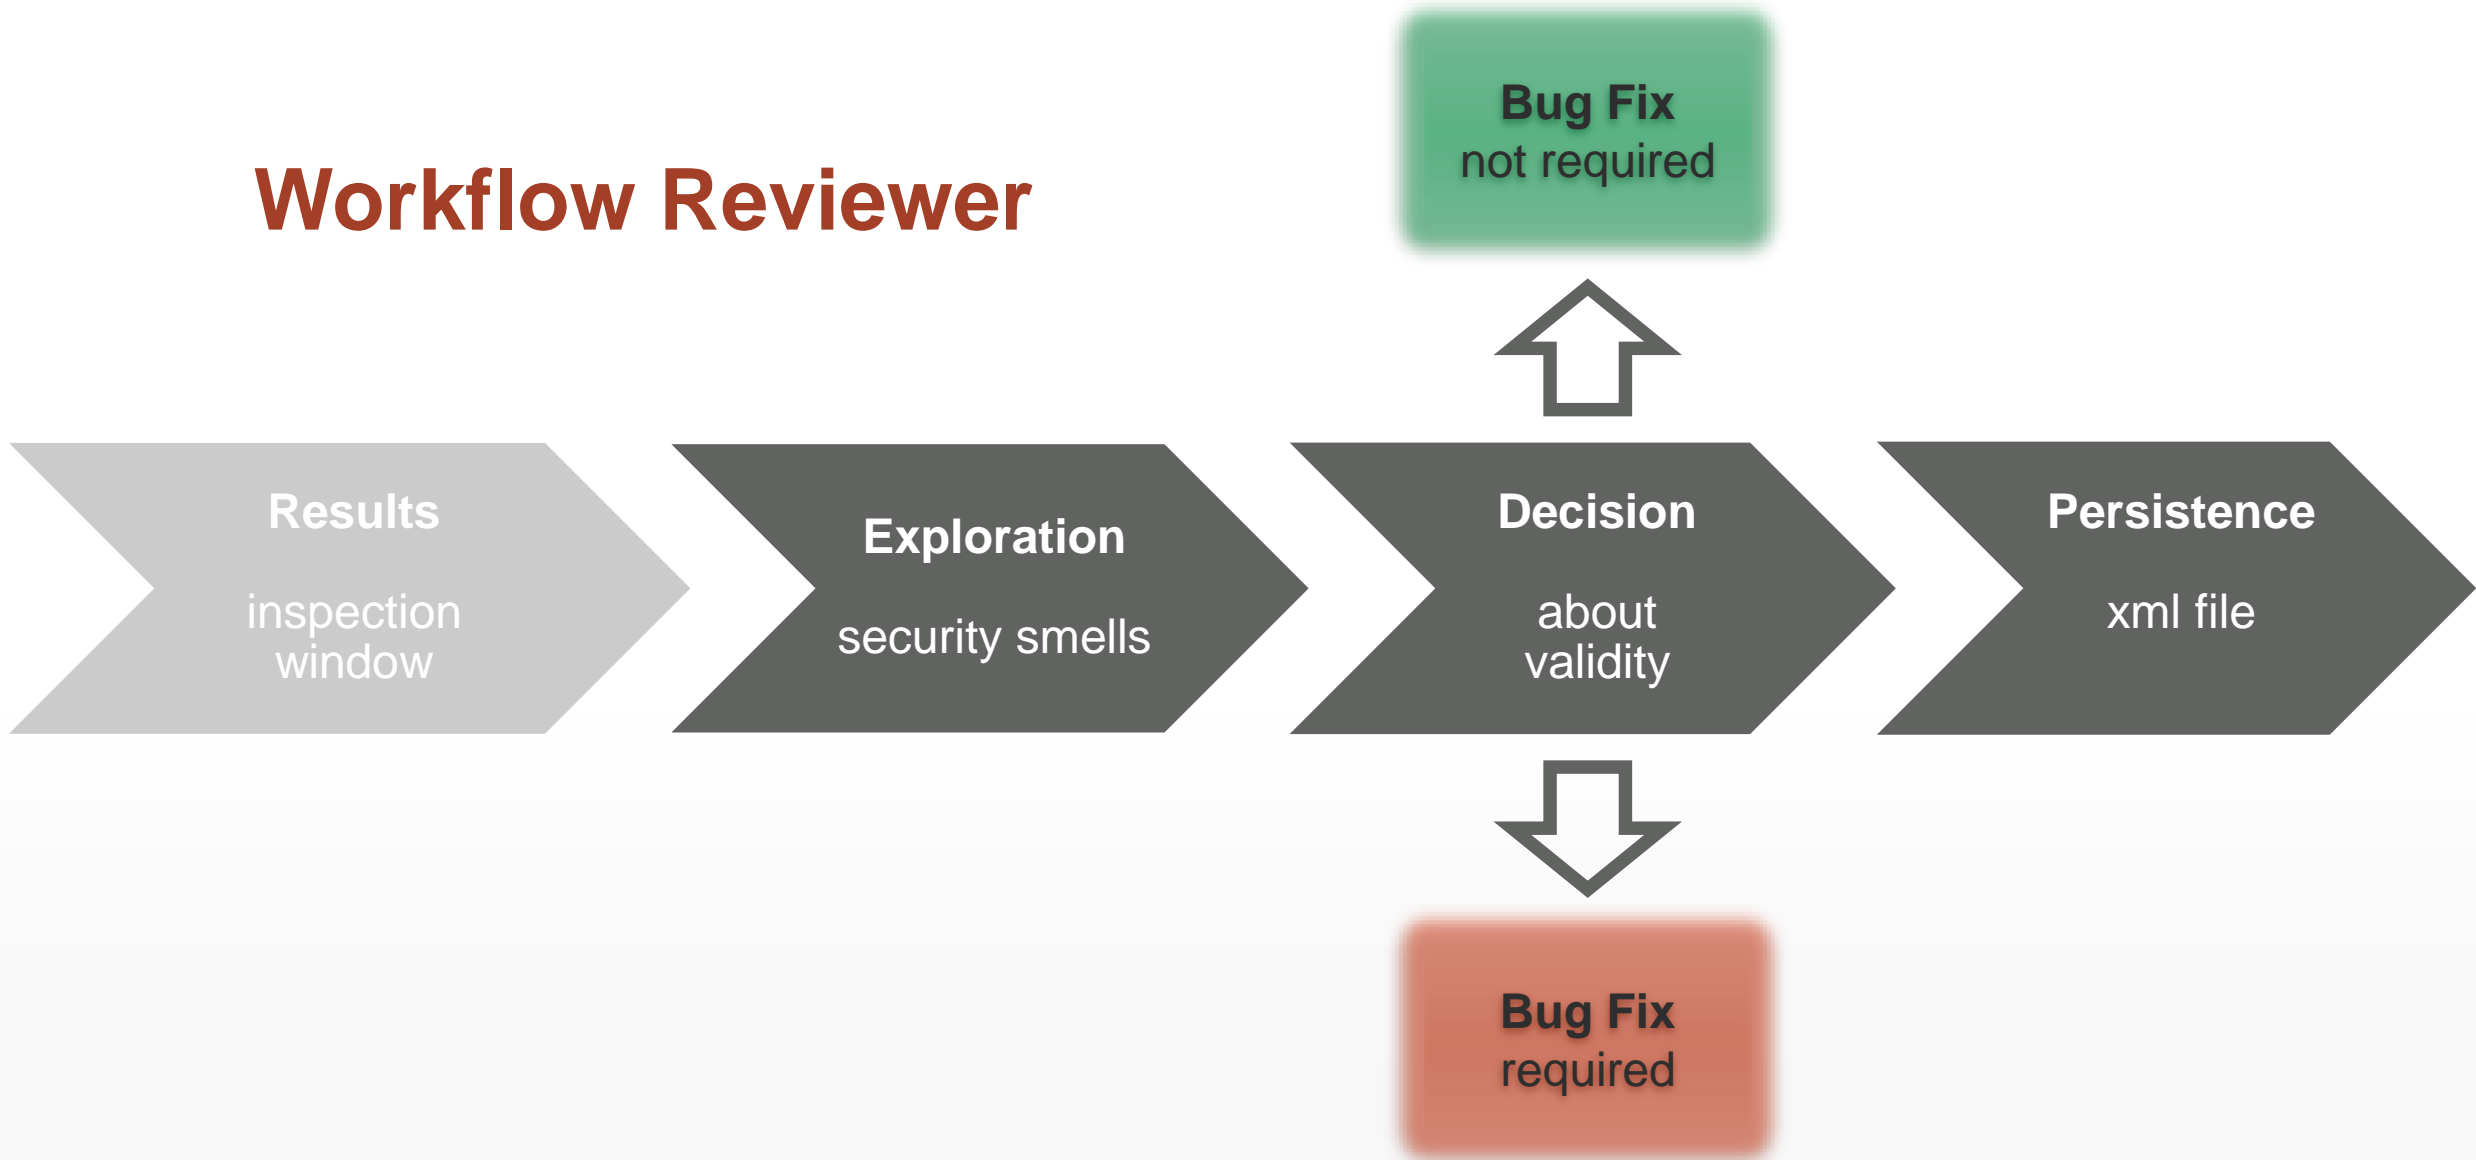 Workflow Reviewer
Bug Fix
not required
Results
inspection
window
Exploration
security smells
Decision
about
validity
Persistence
xml file
Bug Fix
required